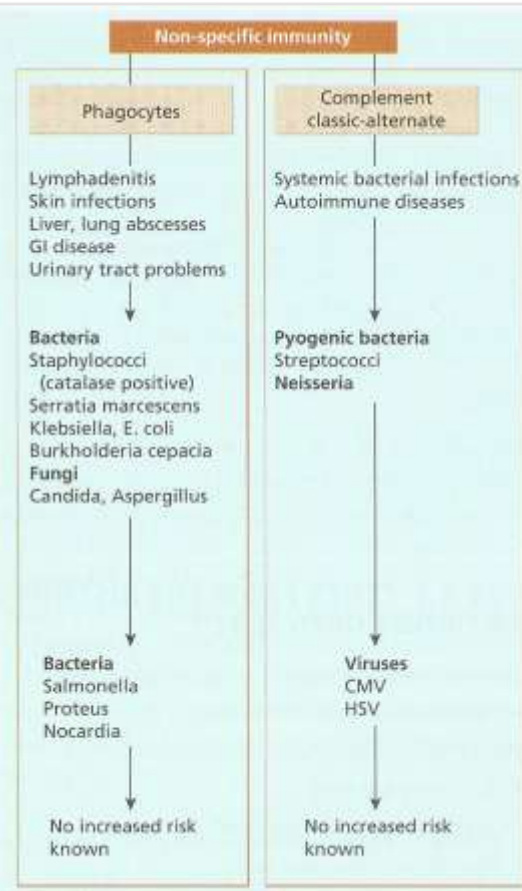 Non-specific immunity
Phagocytes
Lymphadenitis
Skin infections
Liver, lung abscesses
GI disease
Urinary tract problems
Bacteria
Staphylococci
(catalase positive)
Serratia marcescens
Klebsiella, E. coli
Burkholderia cepacia
Fungi
Candida, Aspergillus
Bacteria
Salmonella
Proteus
Nocardia
No increased risk
known
Complement
classic-alternate
Systemic bacterial infections
Autoimmune diseases
Pyogenic bacteria
Streptococci
Neisseria
Viruses
CMV
HSV
No increased risk
known